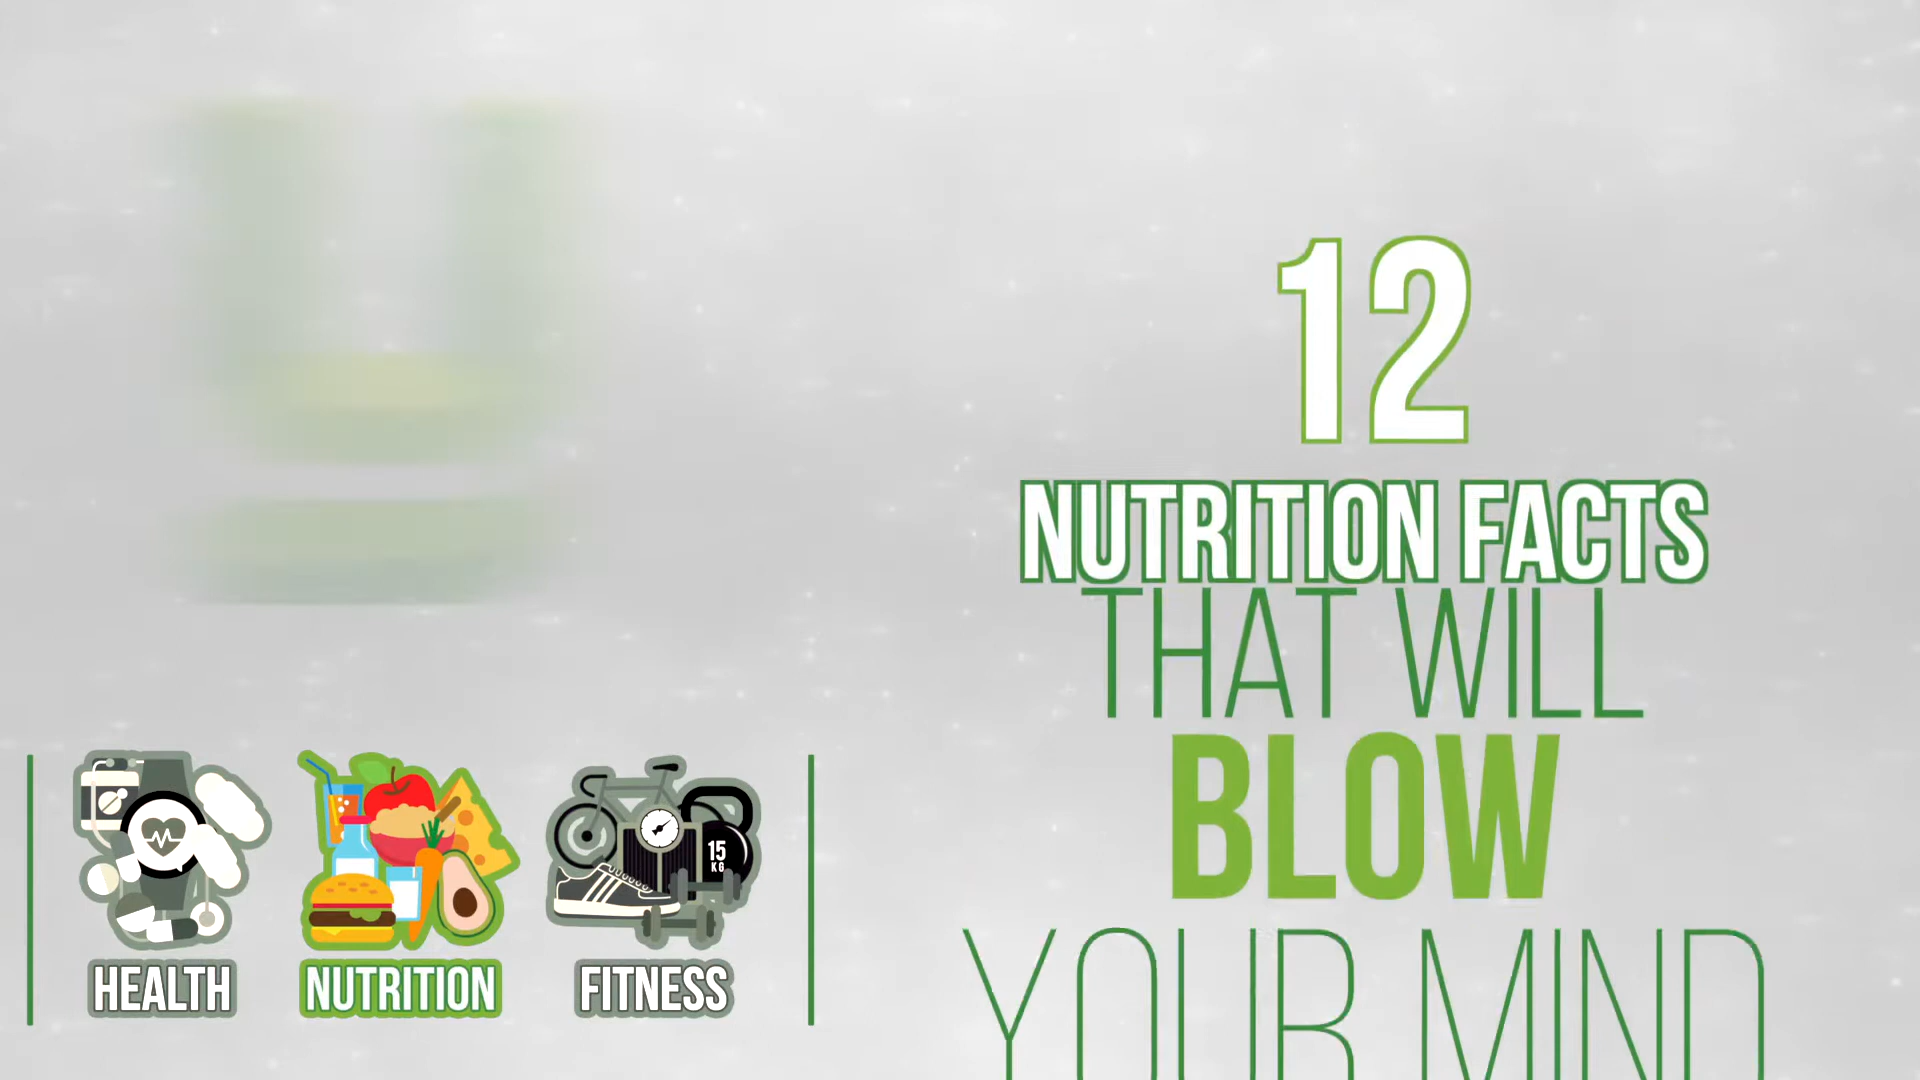 12
NUTRITION FACTS
THAT WILL
BLOW
YOUR MIND
15
KG
HEALTH
NUTRITION
FITNESS